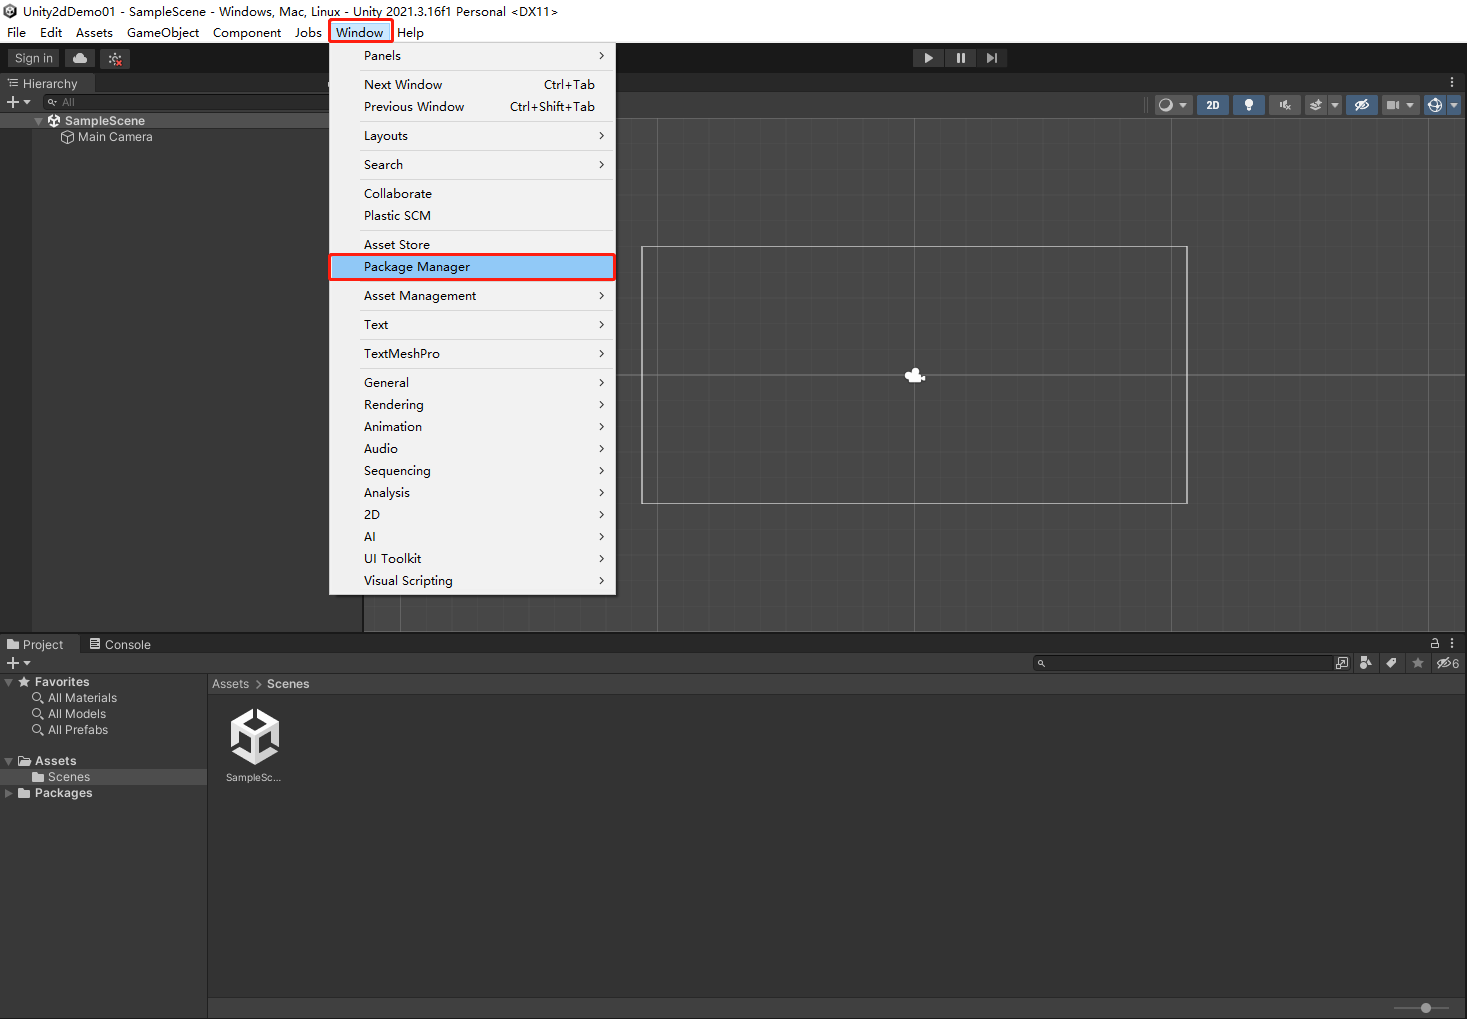 Unity2dDemo01 - SampleScene - Windows, Mac, Linux - Unity 2021.3.16f1 Personal <DX11>
File Edit Assets GameObject Component Jobs Window Help
Sign in
Hierarchy
All
SampleScene
Main Camera
Panels
Next Window Ctrl+Tab
Previous Window Ctrl+Shift+Tab
Layouts
Search
Collaborate
Plastic SCM
Asset Store
Package Manager
Asset Management
Text
TextMeshPro
General
Rendering
Animation
Audio
Sequencing
Analysis
2D
AI
UI Toolkit
Visual Scripting
2D
Project Console
6
Favorites
All Materials
All Models
All Prefabs
Assets
Scenes
Packages
Assets > Scenes
SampleSc...